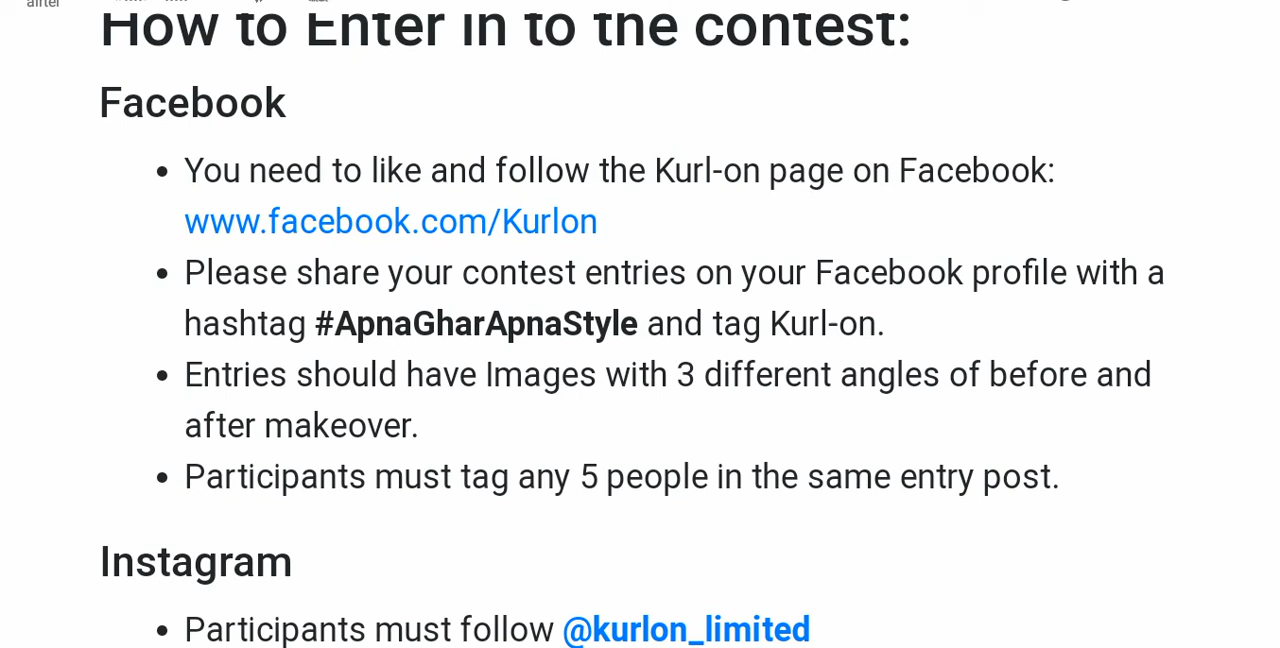 airtel
How to Enter in to the contest:
Facebook
• You need to like and follow the Kurl-on page on Facebook:
www.facebook.com/Kurlon
• Please share your contest entries on your Facebook profile with a
hashtag #ApnaGharApnaStyle and tag Kurl-on.
• Entries should have Images with 3 different angles of before and
after makeover.
• Participants must tag any 5 people in the same entry post.
Instagram
• Participants must follow @kurlon_limited